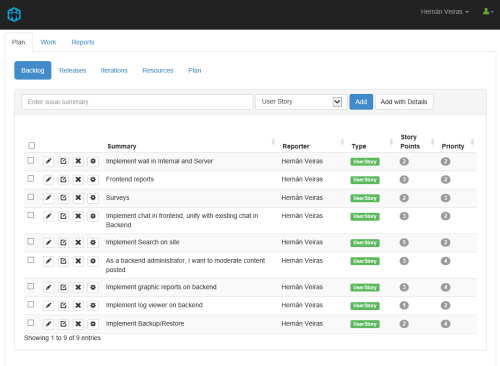 Hernán Veiras
Plan Work Reports
Backlog Releases Iterations Resources Plan
Enter issue summary User Story Add Add with Details
Summary Reporter Type Story Points Priority
Implement wall in Internal and Server Hernán Veiras UserStory 2 2
Frontend reports Hernán Veiras UserStory 3 2
Surveys Hernán Veiras UserStory 2 3
Implement chat in frontend, unify with existing chat in Hernán Veiras UserStory 3 2
Backend
Implement Search on site Hernán Veiras UserStory 5 2
As a backend administrator, I want to moderate content Hernán Veiras UserStory 3 4
posted
Implement graphic reports on backend Hernán Veiras UserStory 3 4
Implement log viewer on backend Hernán Veiras UserStory 1 2
Implement Backup/Restore Hernán Veiras UserStory 2 4
Showing 1 to 9 of 9 entries